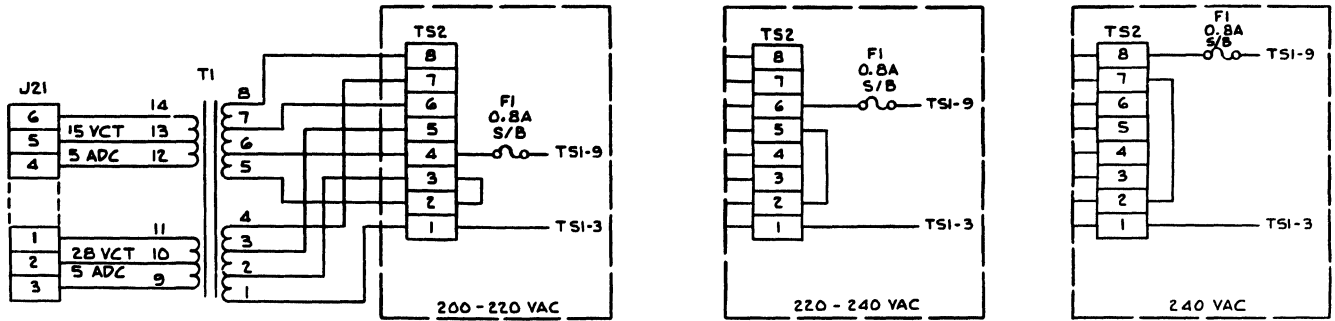 J21
6
5
4
1
2
3
14
15 VCT 13
5 ADC 12
11
28 VCT 10
5 ADC 9
T1
8
7
6
5
4
3
2
1
TS2
8
7
6
5
4
3
2
1
F1
0.8A
S/B
TS1-9
TS1-3
200-220 VAC
TS2
8
7
6
5
4
3
2
1
F1
0.8A
S/B
TS1-9
TS1-3
220 - 240 VAC
TS2
8
7
6
5
4
3
2
1
F1
0.8A
S/B
TS1-9
TS1-3
240 VAC